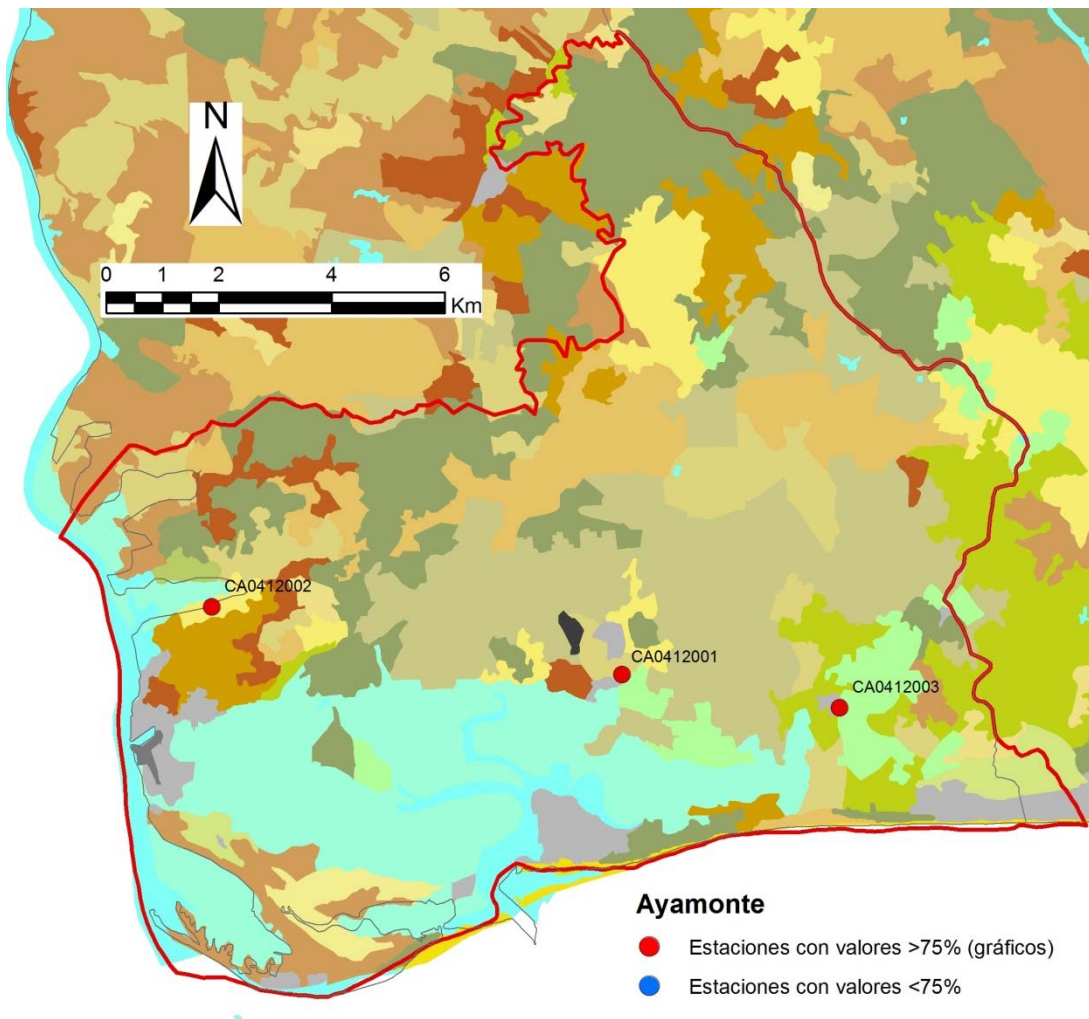 N
0 1 2 4 6
Km
CA0412002
CA0412001
CA0412003
Ayamonte
Estaciones con valores >75% (gráficos)
Estaciones con valores <75%